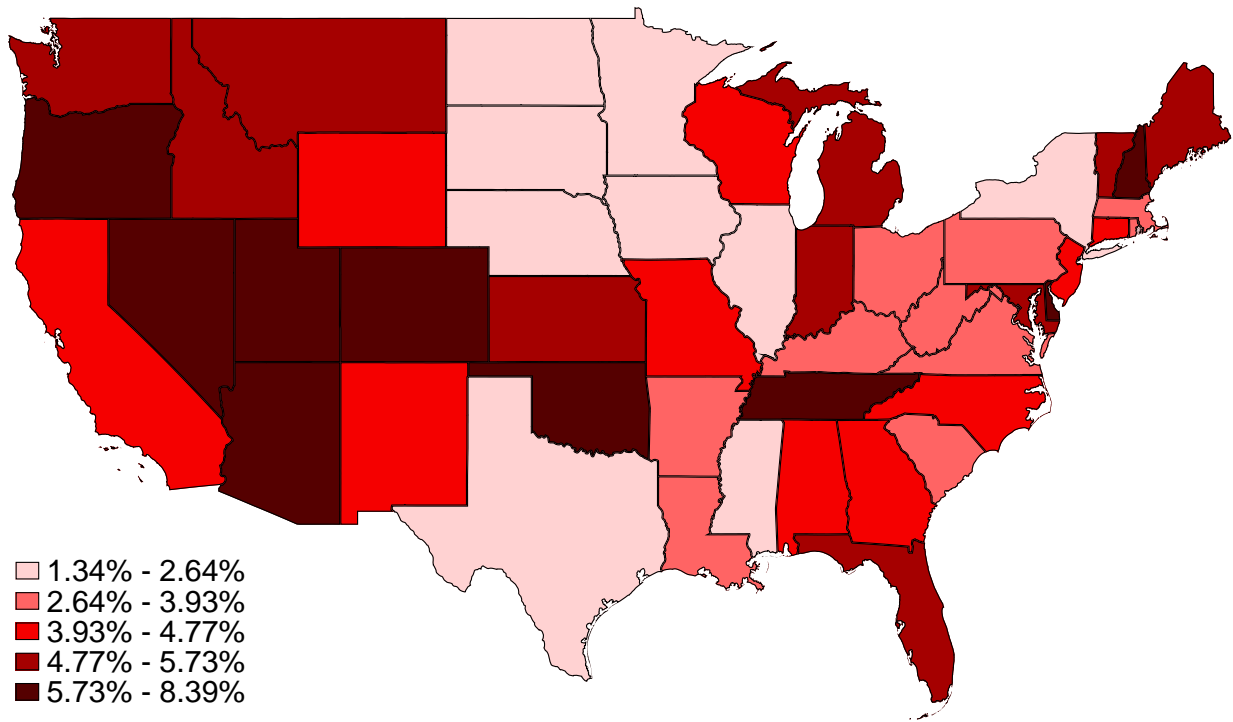 1.34% - 2.64%
2.64% - 3.93%
3.93% - 4.77%
4.77% - 5.73%
5.73% - 8.39%